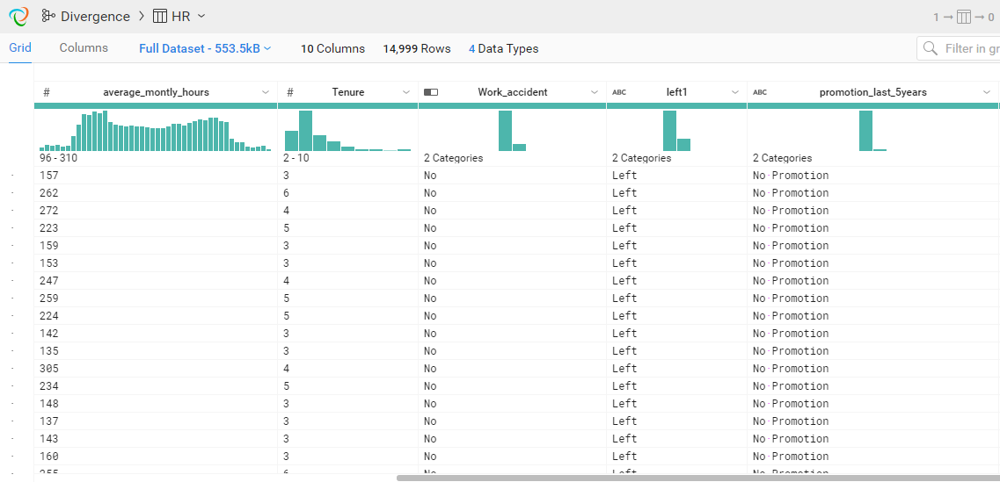 Divergence > HR
1 → → 0
Grid Columns Full Dataset - 553.5kB 10 Columns 14,999 Rows 4 Data Types Filter in gr
# average_montly_hours # Tenure Work_accident ABC left1 ABC promotion_last_5years
96 - 310 2 - 10 2 Categories 2 Categories 2 Categories
157 3 No Left No·Promotion
262 6 No Left No·Promotion
272 4 No Left No·Promotion
223 5 No Left No·Promotion
159 3 No Left No·Promotion
153 3 No Left No·Promotion
247 4 No Left No·Promotion
259 5 No Left No·Promotion
224 5 No Left No·Promotion
142 3 No Left No·Promotion
135 3 No Left No·Promotion
305 4 No Left No·Promotion
234 5 No Left No·Promotion
148 3 No Left No·Promotion
137 3 No Left No·Promotion
143 3 No Left No·Promotion
160 3 No Left No·Promotion